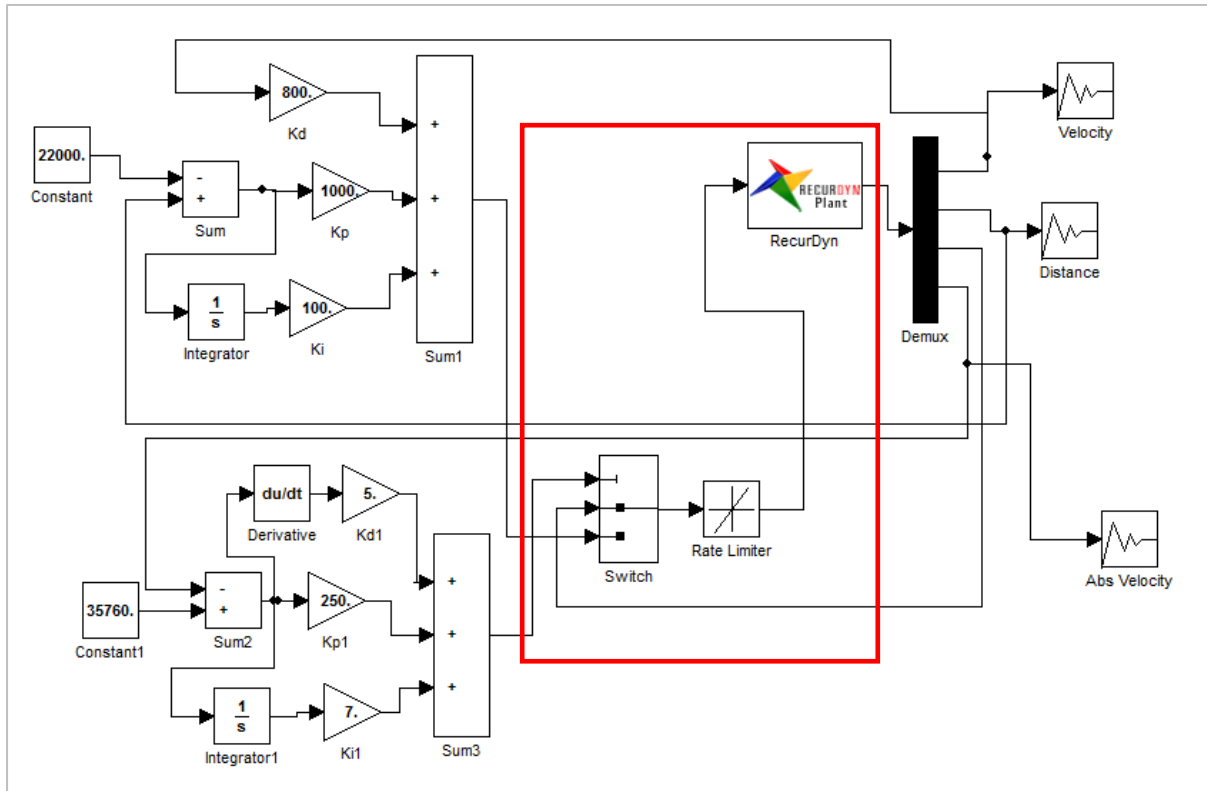 800.
Kd
22000.
Constant
-
+
Sum
1000.
Kp
1
s
Integrator
100.
Ki
+
+
+
Sum1
RECURDYN
Plant
RecurDyn
Demux
Velocity
Distance
Abs Velocity
du/dt
Derivative
5.
Kd1
35760.
Constant1
-
+
Sum2
250.
Kp1
1
s
Integrator1
7.
Ki1
+
+
+
Sum3
Switch
Rate Limiter